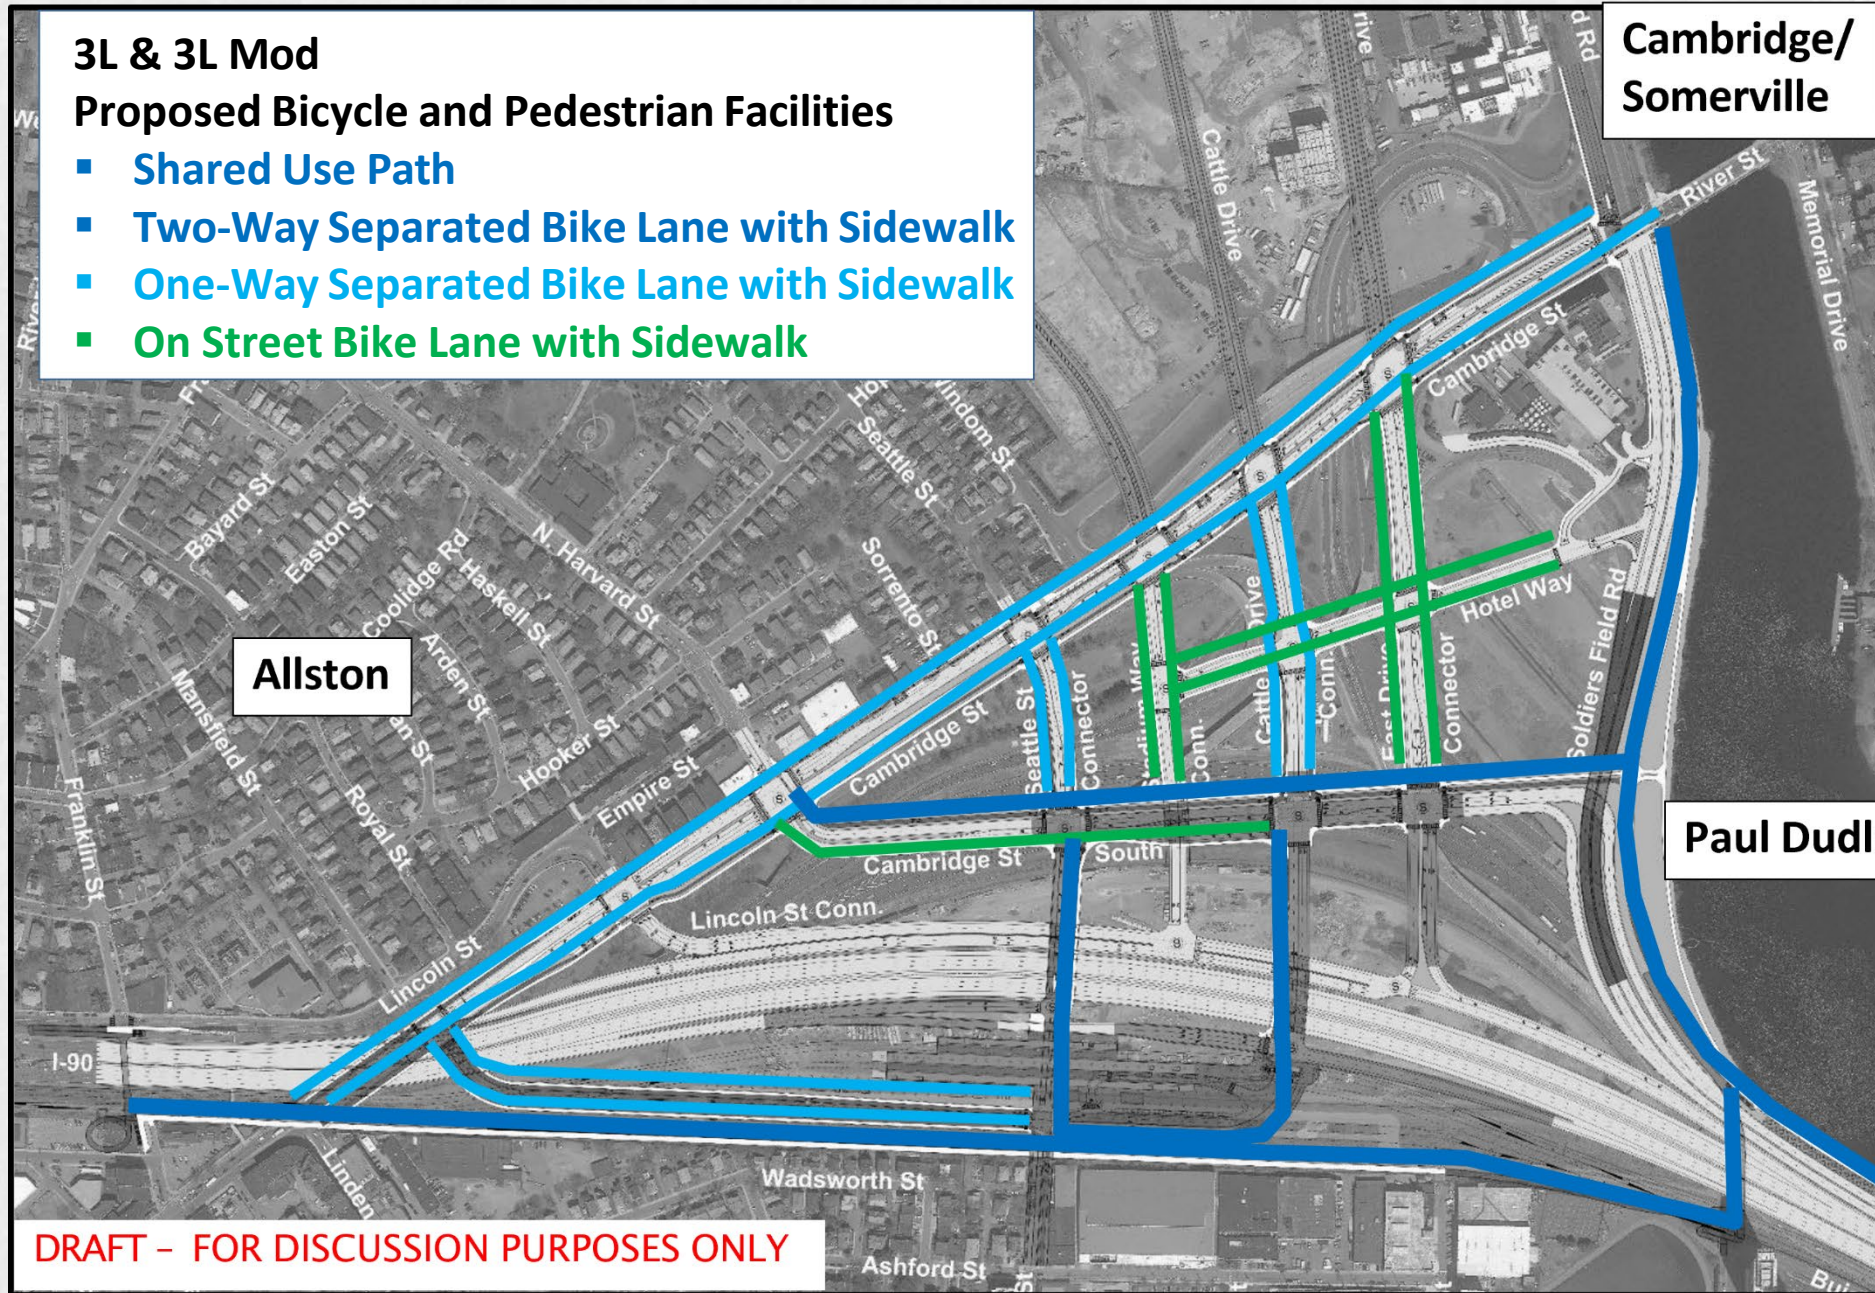 3L & 3L Mod
Proposed Bicycle and Pedestrian Facilities
▪ Shared Use Path
▪ Two-Way Separated Bike Lane with Sidewalk
▪ One-Way Separated Bike Lane with Sidewalk
▪ On Street Bike Lane with Sidewalk
Cambridge/
Somerville
River St
Memorial Drive
Cattle Drive
Cambridge St
Windom St
Seattle St
Bayard St
Easton St
Coolidge Rd
N. Harvard St
Haskell St
Sorrento St
Arden St
Allston
Mansfield St
Hooker St
Empire St
Royal St
Franklin St
Cambridge St
Seattle St
Connector
Stadium Way
Conn.
Cattle Drive
Conn.
East Drive
Connector
Hotel Way
Soldiers Field Rd
Paul Dudl
Cambridge St South
Lincoln St Conn.
Lincoln St
I-90
Linden
Wadsworth St
Ashford St
DRAFT - FOR DISCUSSION PURPOSES ONLY